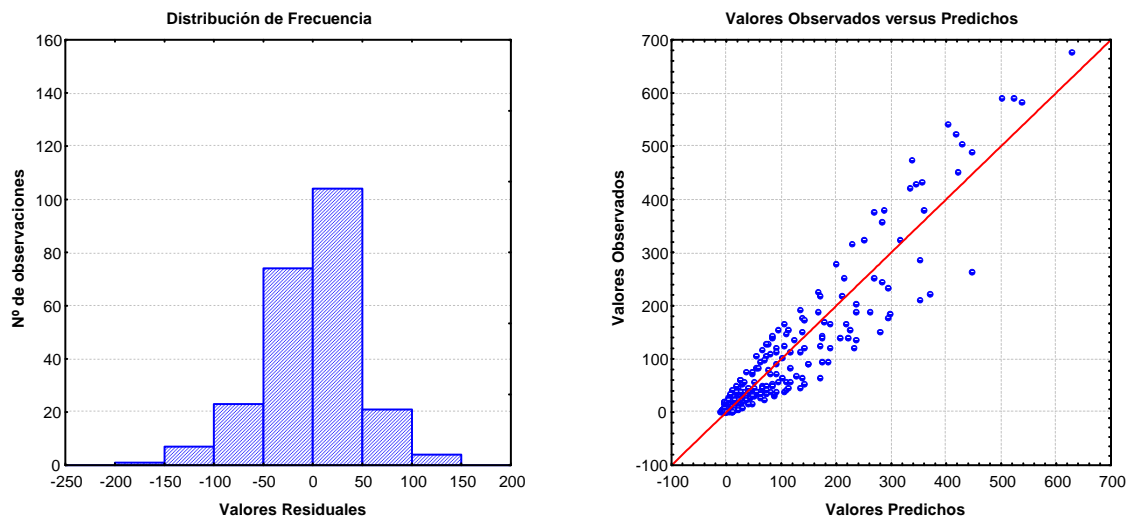 Distribución de Frecuencia
Nº de observaciones
160
140
120
100
80
60
40
20
0
-250 -200 -150 -100 -50 0 50 100 150 200
Valores Residuales
Valores Observados versus Predichos
Valores Observados
700
600
500
400
300
200
100
0
-100
-100 0 100 200 300 400 500 600 700
Valores Predichos